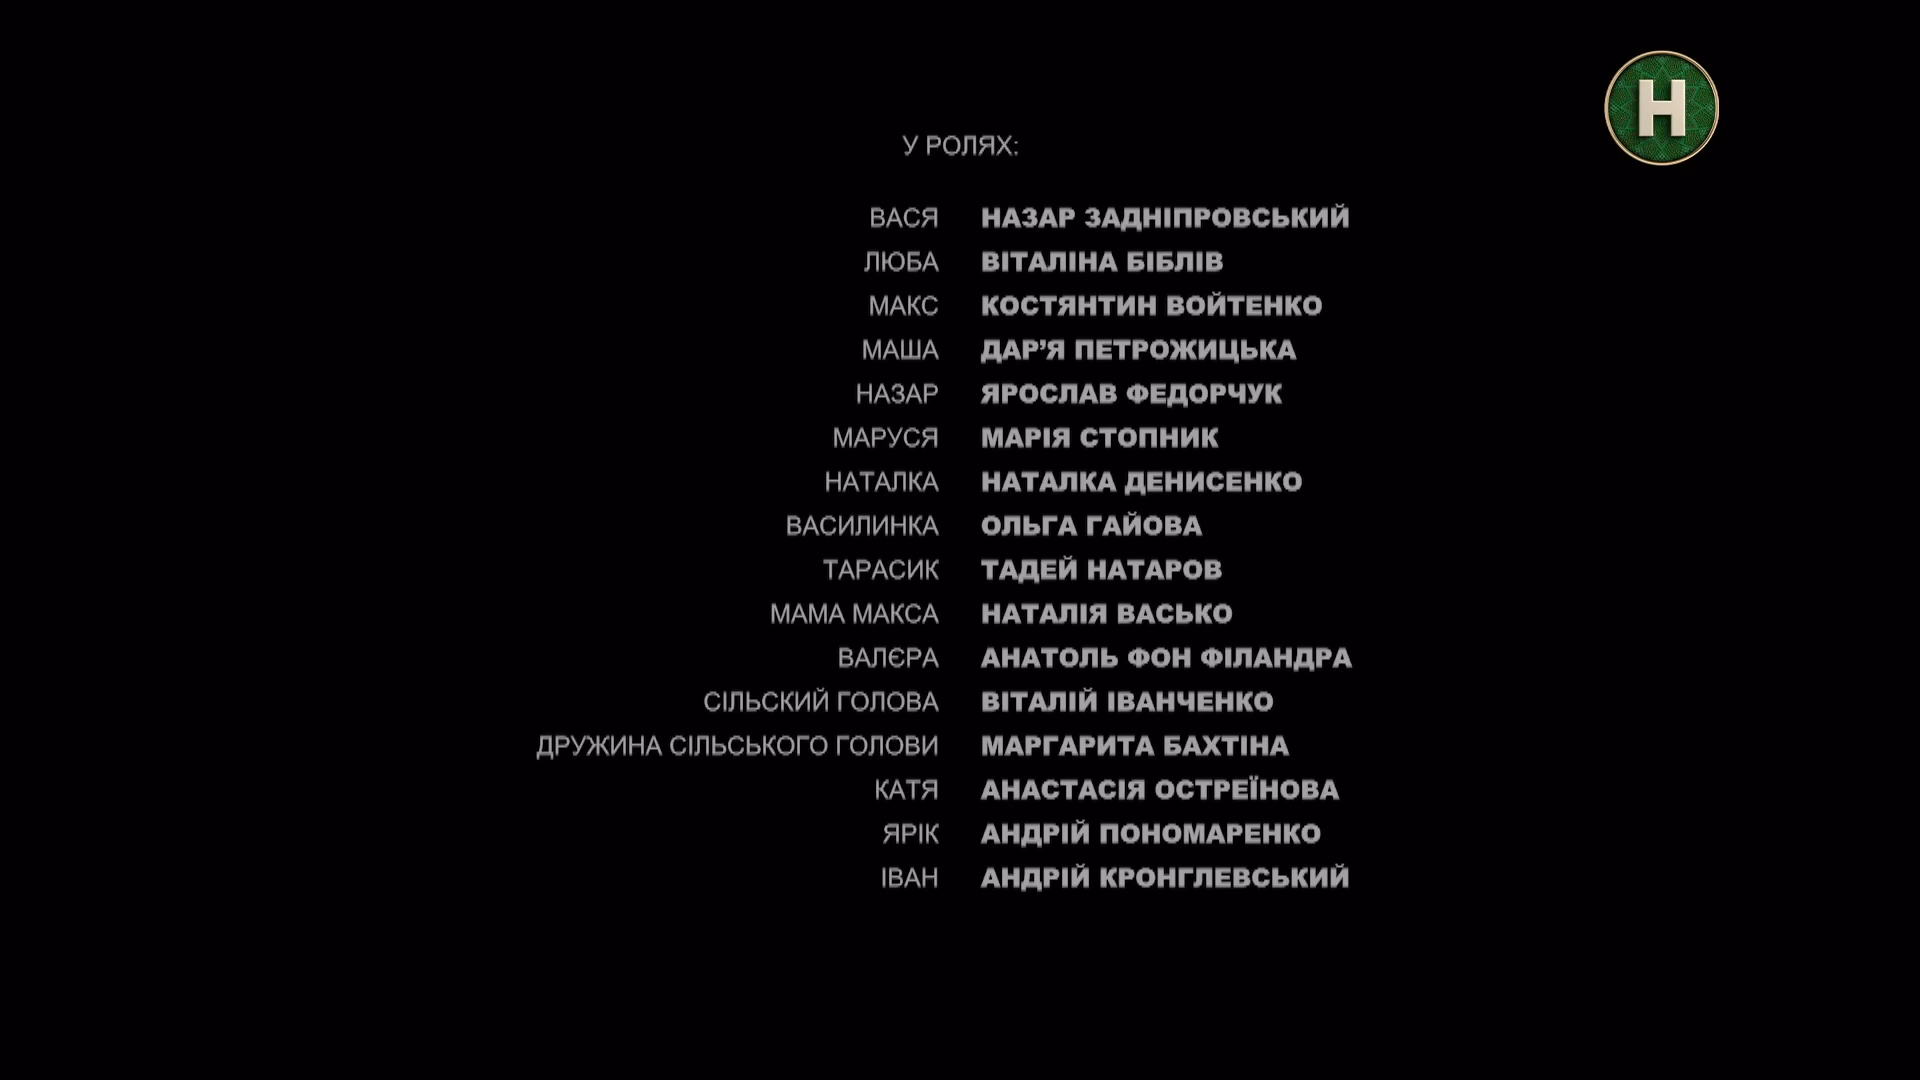 Н
У РОЛЯХ:
ВАСЯ НАЗАР ЗАДНІПРОВСЬКИЙ
ЛЮБА ВІТАЛІНА БІБЛІВ
МАКС КОСТЯНТИН ВОЙТЕНКО
МАША ДАР’Я ПЕТРОЖИЦЬКА
НАЗАР ЯРОСЛАВ ФЕДОРЧУК
МАРУСЯ МАРІЯ СТОПНИК
НАТАЛКА НАТАЛКА ДЕНИСЕНКО
ВАСИЛИНКА ОЛЬГА ГАЙОВА
ТАРАСИК ТАДЕЙ НАТАРОВ
МАМА МАКСА НАТАЛІЯ ВАСЬКО
ВАЛЄРА АНАТОЛЬ ФОН ФІЛАНДРА
СІЛЬСКИЙ ГОЛОВА ВІТАЛІЙ ІВАНЧЕНКО
ДРУЖИНА СІЛЬСЬКОГО ГОЛОВИ МАРГАРИТА БАХТІНА
КАТЯ АНАСТАСІЯ ОСТРЕЇНОВА
ЯРІК АНДРІЙ ПОНОМАРЕНКО
ІВАН АНДРІЙ КРОНГЛЕВСЬКИЙ